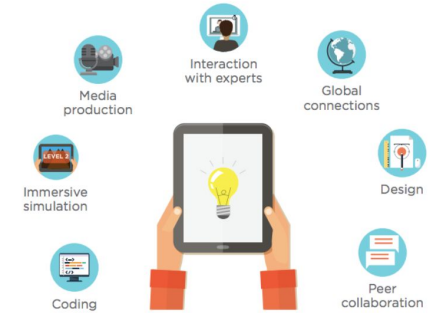 Interaction
with experts
Media
production
Global
connections
LEVEL 2
Immersive
simulation
Design
Coding
Peer
collaboration